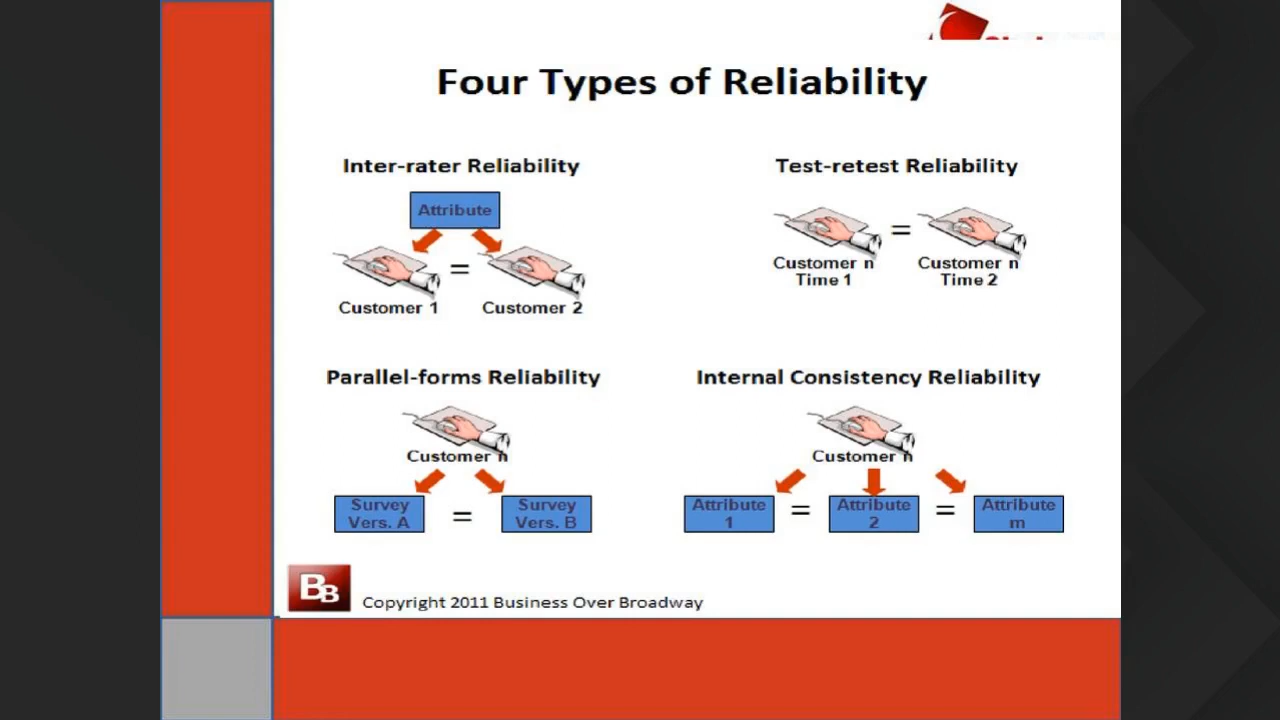 Four Types of Reliability
Inter-rater Reliability
Attribute
=
Customer 1
Customer 2
Test-retest Reliability
=
Customer n
Time 1
Customer n
Time 2
Parallel-forms Reliability
Customer n
Survey
Vers. A
=
Survey
Vers. B
Internal Consistency Reliability
Customer n
Attribute
1
=
Attribute
2
=
Attribute
m
BB
Copyright 2011 Business Over Broadway